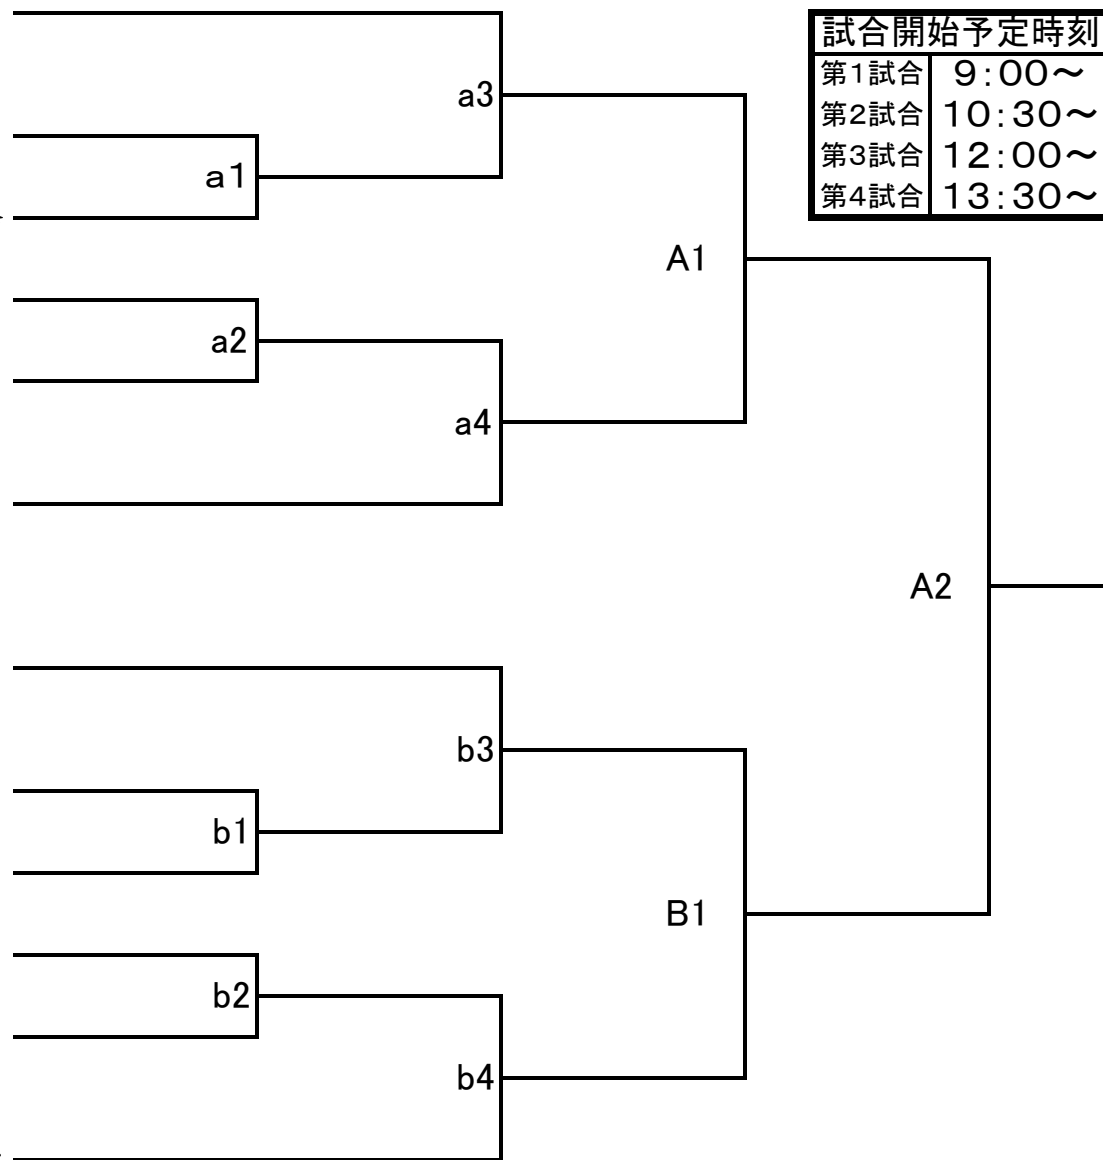 試合開始予定時刻
第1試合 9:00～
第2試合 10:30～
第3試合 12:00～
第4試合 13:30～
a3
a1
A1
a2
a4
A2
b3
b1
B1
b2
b4